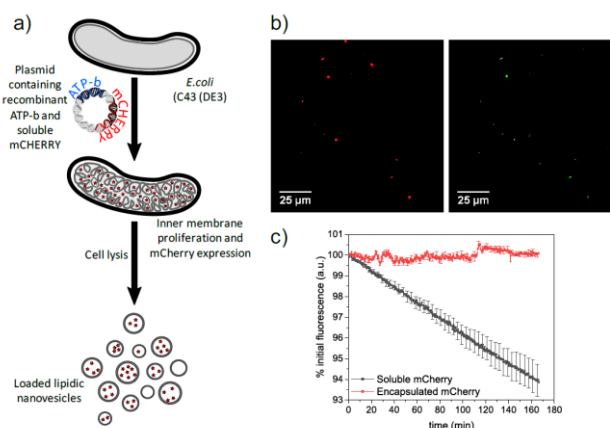 a)
E.coli
(C43 (DE3)
Plasmid
containing
recombinant
ATP-b and
soluble
mCHERRY
ATP-b
mCHERRY
Inner membrane
proliferation and
mCherry expression
Cell lysis
Loaded lipidic
nanovesicles
b)
25 µm
25 µm
c)
% initial fluorescence (a.u.)
101
100
99
98
97
96
95
94
93
Soluble mCherry
Encapsulated mCherry
0 20 40 60 80 100 120 140 160 180
time (min)